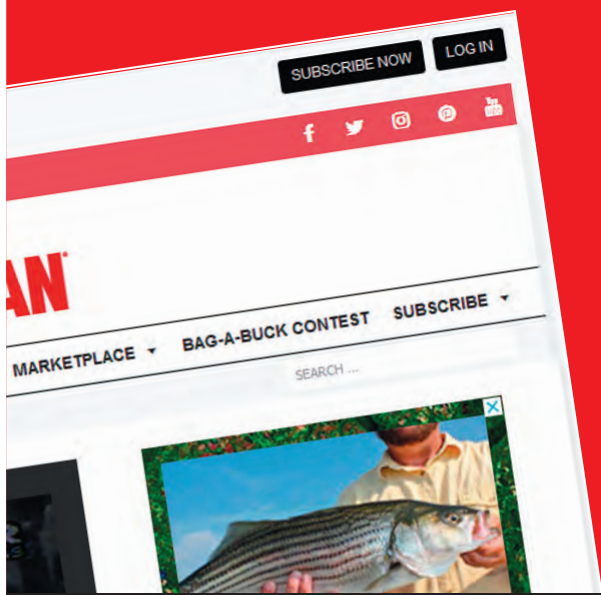 SUBSCRIBE NOW LOG IN
AN
MARKETPLACE BAG-A-BUCK CONTEST SUBSCRIBE
SEARCH ...